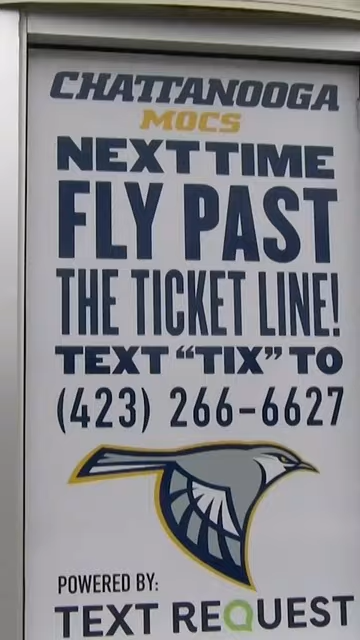 CHATTANOOGA
MOCS
NEXT TIME
FLY PAST
THE TICKET LINE!
TEXT “TIX” TO
(423) 266-6627
POWERED BY:
TEXT REQUEST